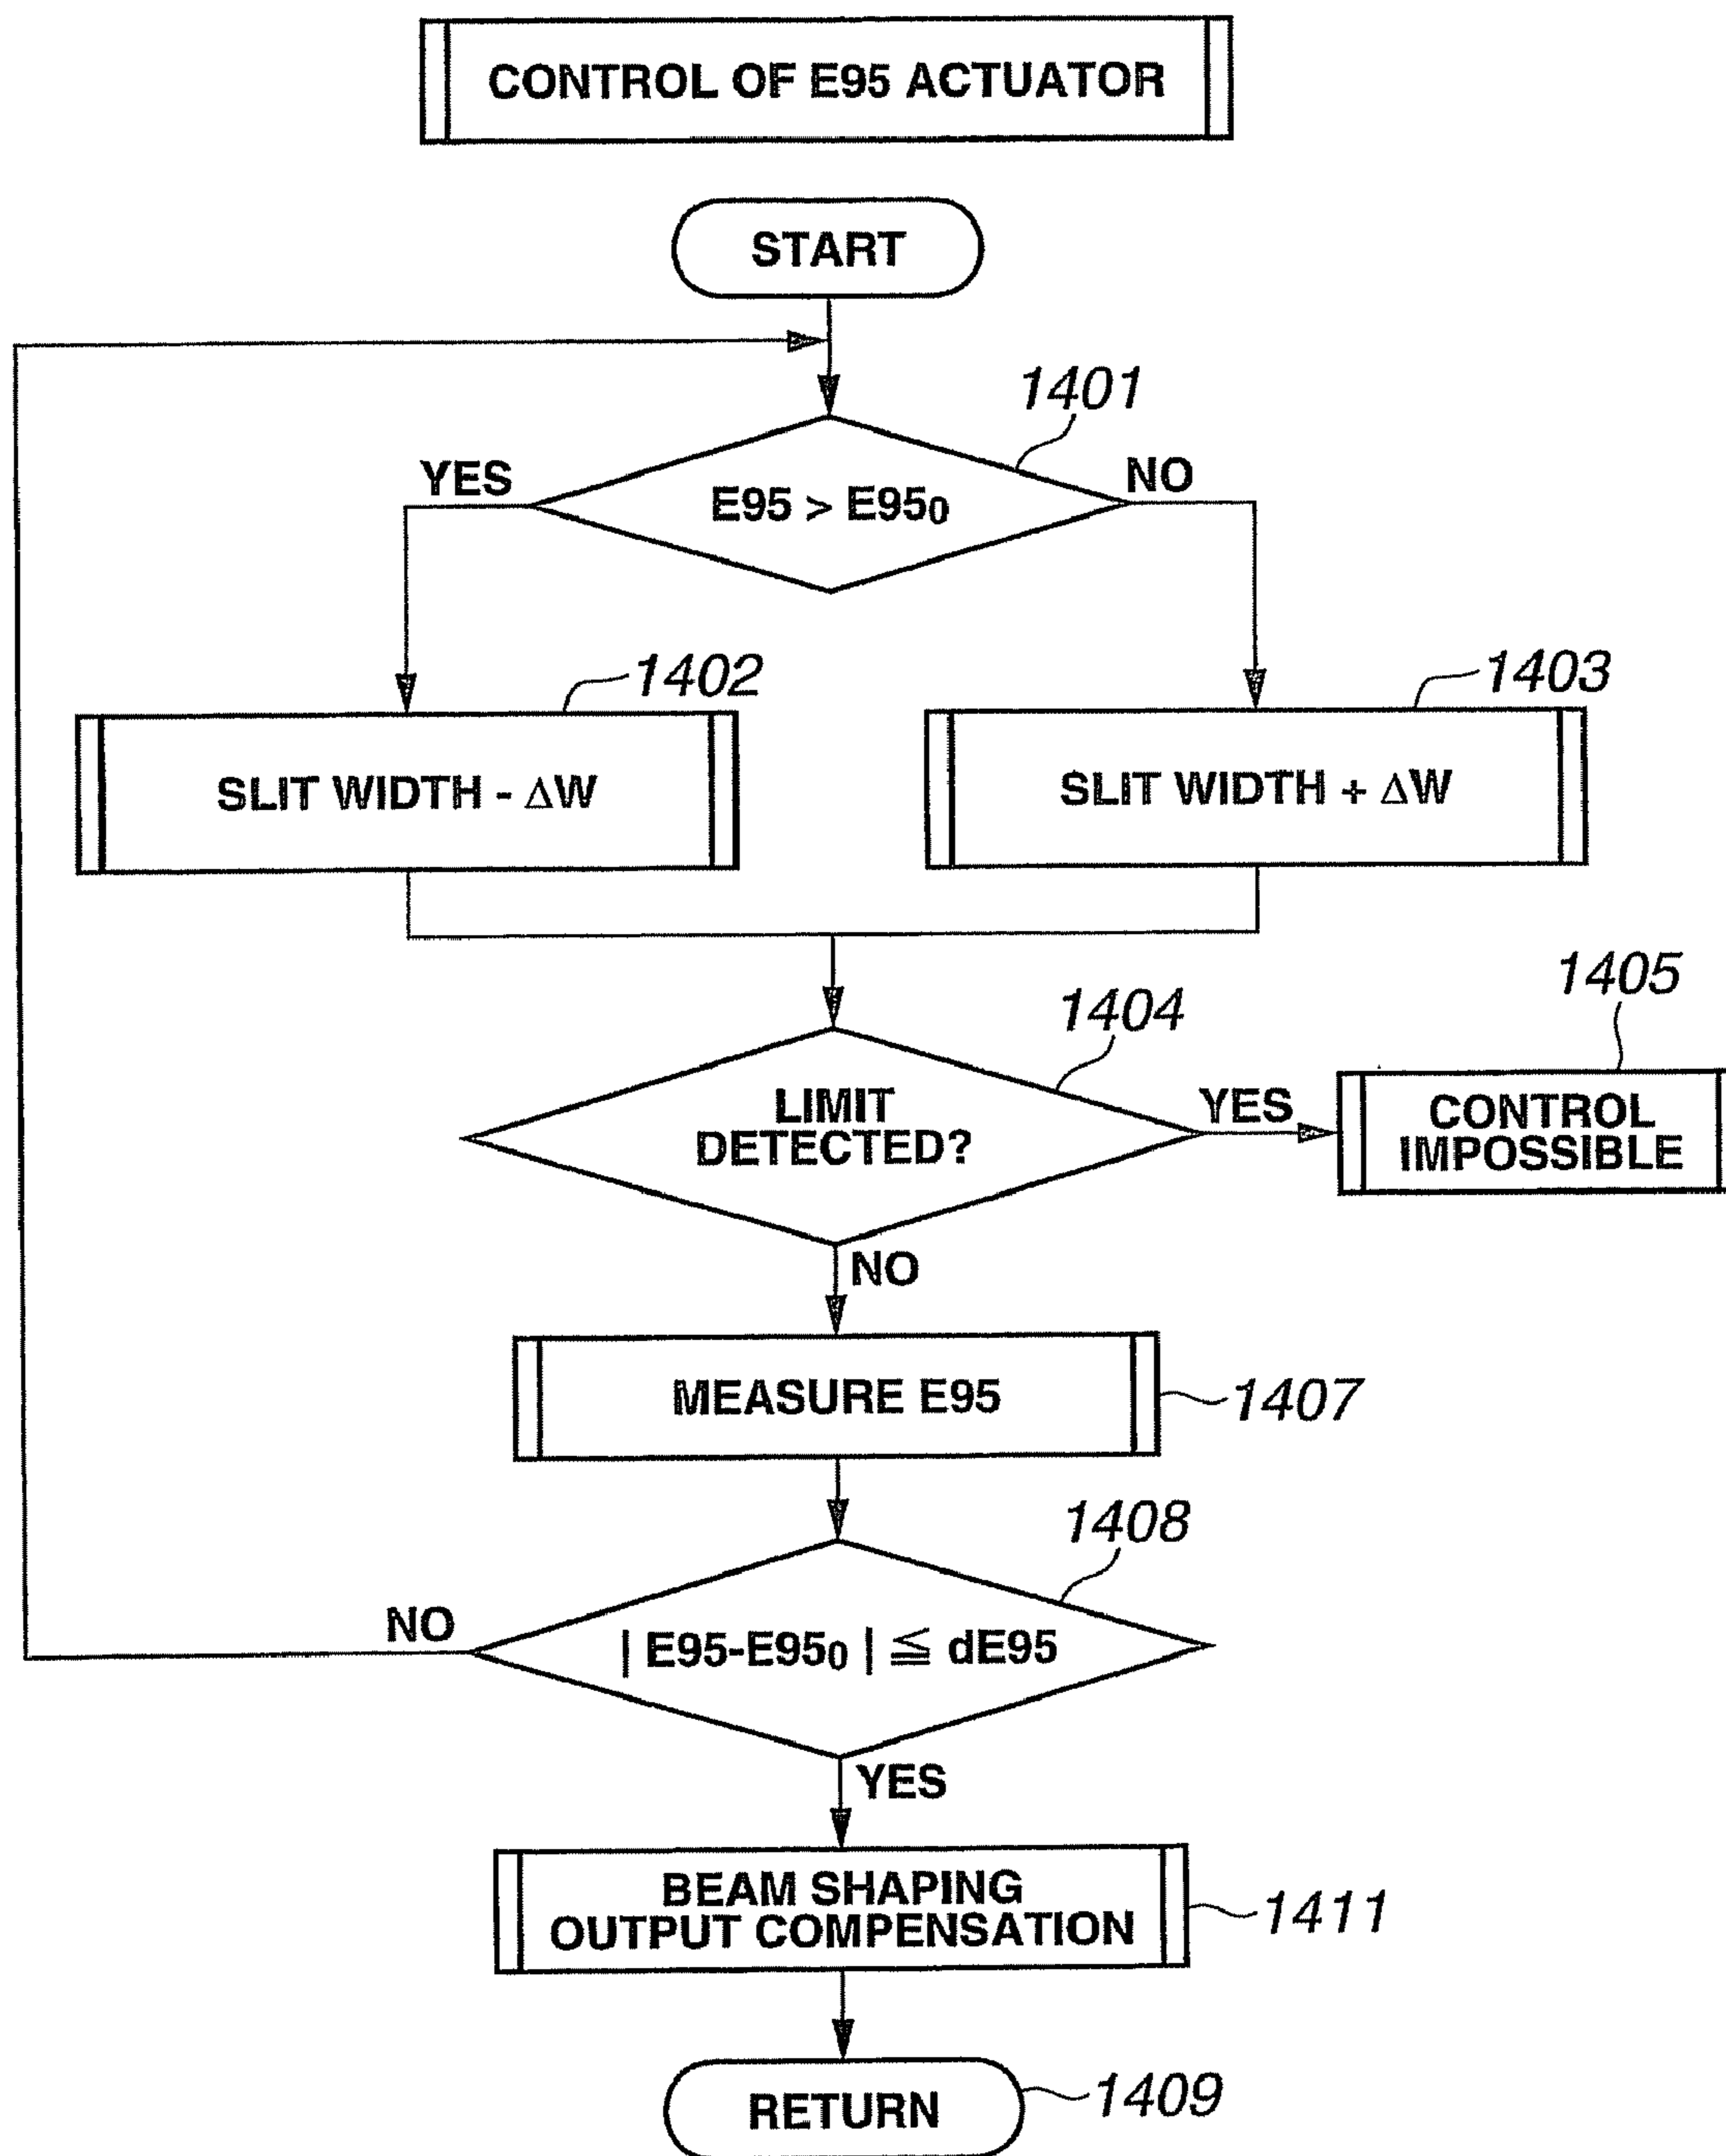 CONTROL OF E95 ACTUATOR
START
1401
YES
NO
E95 > E95₀
1402
1403
SLIT WIDTH - ΔW
SLIT WIDTH + ΔW
1404
1405
LIMIT
DETECTED?
YES
CONTROL
IMPOSSIBLE
NO
MEASURE E95
1407
1408
NO
| E95-E95₀ | ≦ dE95
YES
BEAM SHAPING
OUTPUT COMPENSATION
1411
RETURN
1409